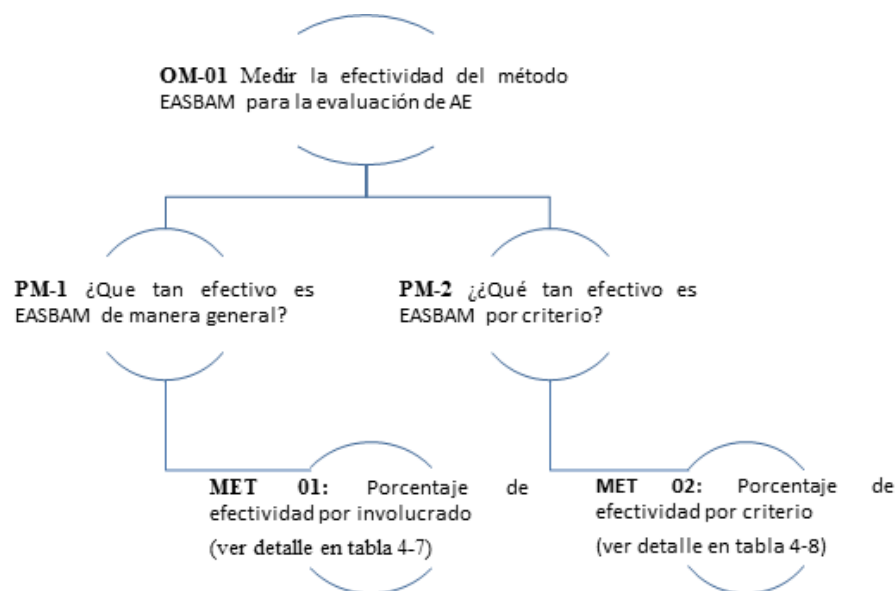 OM-01 Medir la efectividad del método
EASBAM para la evaluación de AE
PM-1 ¿Que tan efectivo es
EASBAM de manera general?
PM-2 ¿¿Qué tan efectivo es
EASBAM por criterio?
MET 01: Porcentaje de
efectividad por involucrado
(ver detalle en tabla 4-7)
MET 02: Porcentaje de
efectividad por criterio
(ver detalle en tabla 4-8)